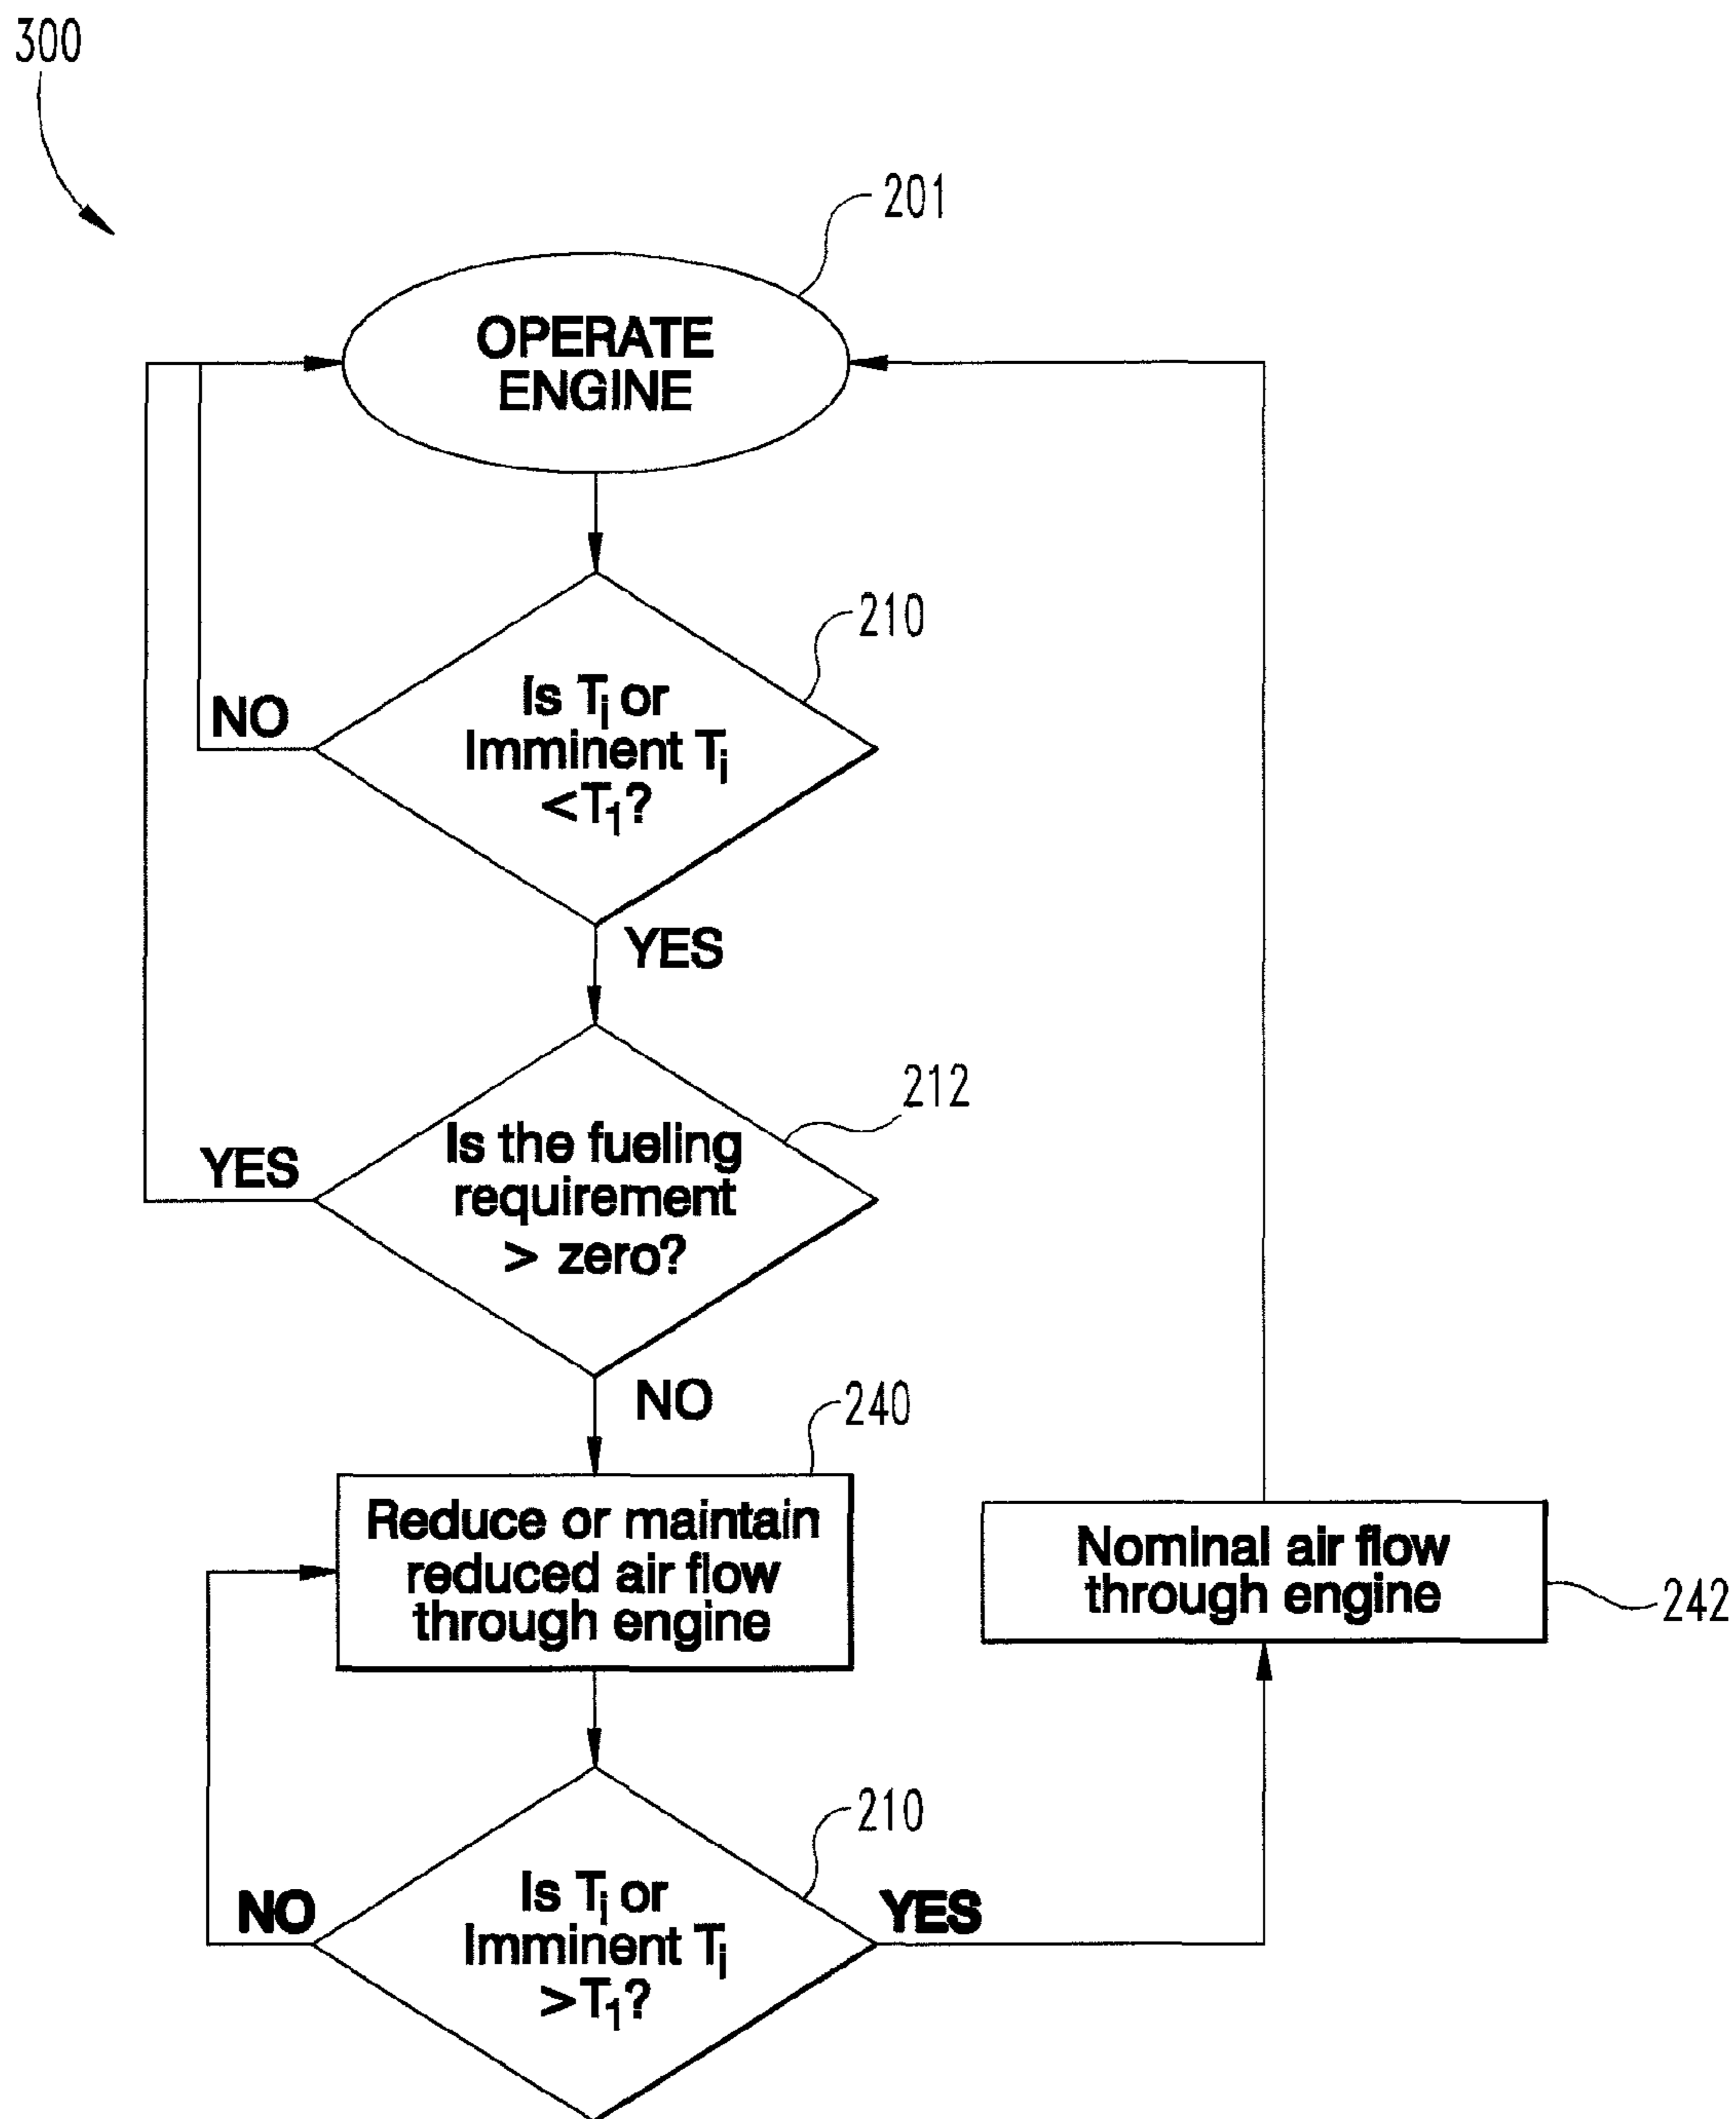 300
201
OPERATE
ENGINE
210
Is Ti or
Imminent Ti
<T1?
NO
YES
212
Is the fueling
requirement
> zero?
YES
NO
240
Reduce or maintain
reduced air flow
through engine
Nominal air flow
through engine
242
210
Is Ti or
Imminent Ti
>T1?
NO
YES